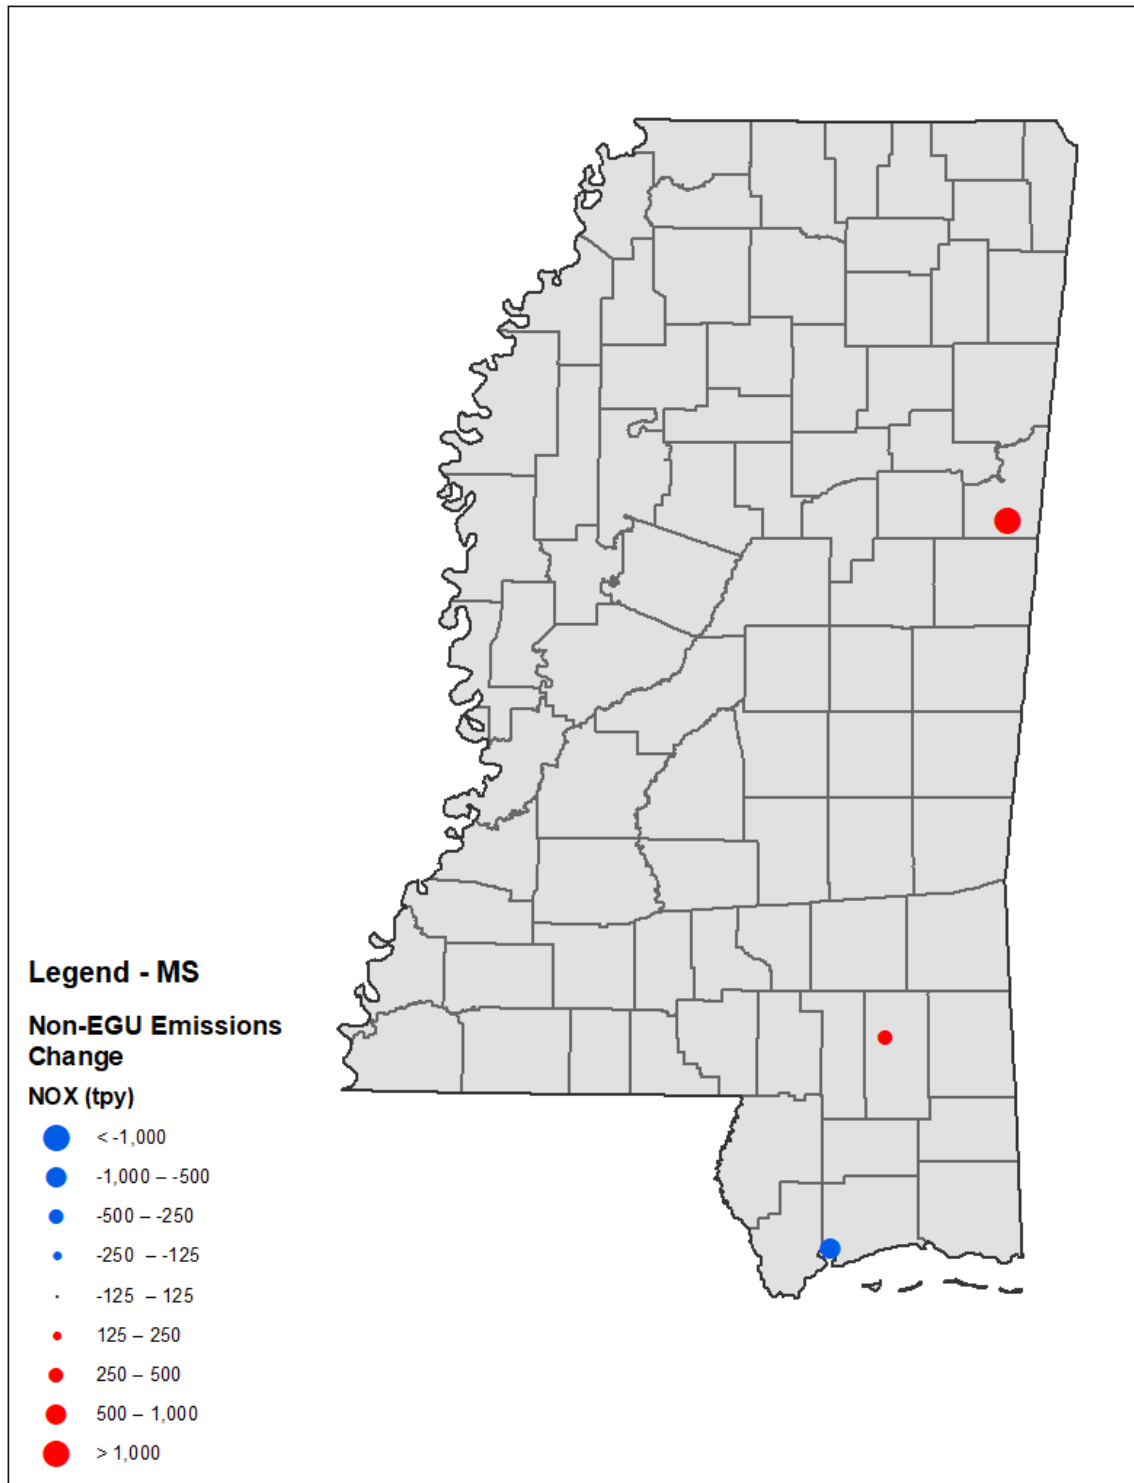 Legend - MS
Non-EGU Emissions
Change
NOX (tpy)
< -1,000
-1,000 – -500
-500 – -250
-250 – -125
-125 – 125
125 – 250
250 – 500
500 – 1,000
> 1,000